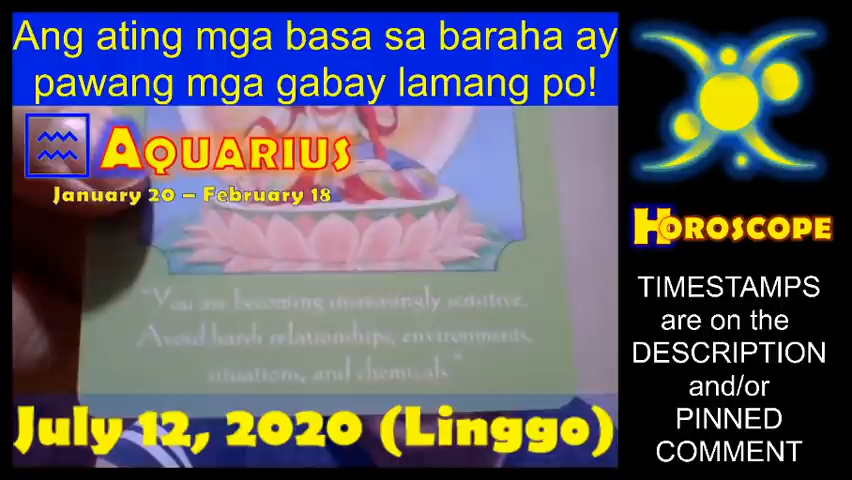 Ang ating mga basa sa baraha ay
pawang mga gabay lamang po!
AQUARIUS
January 20 – February 18
"You are becoming increasingly sensitive.
Avoid harsh relationships, environments,
situations, and chemicals."
July 12, 2020 (Linggo)
HOROSCOPE
TIMESTAMPS
are on the
DESCRIPTION
and/or
PINNED
COMMENT